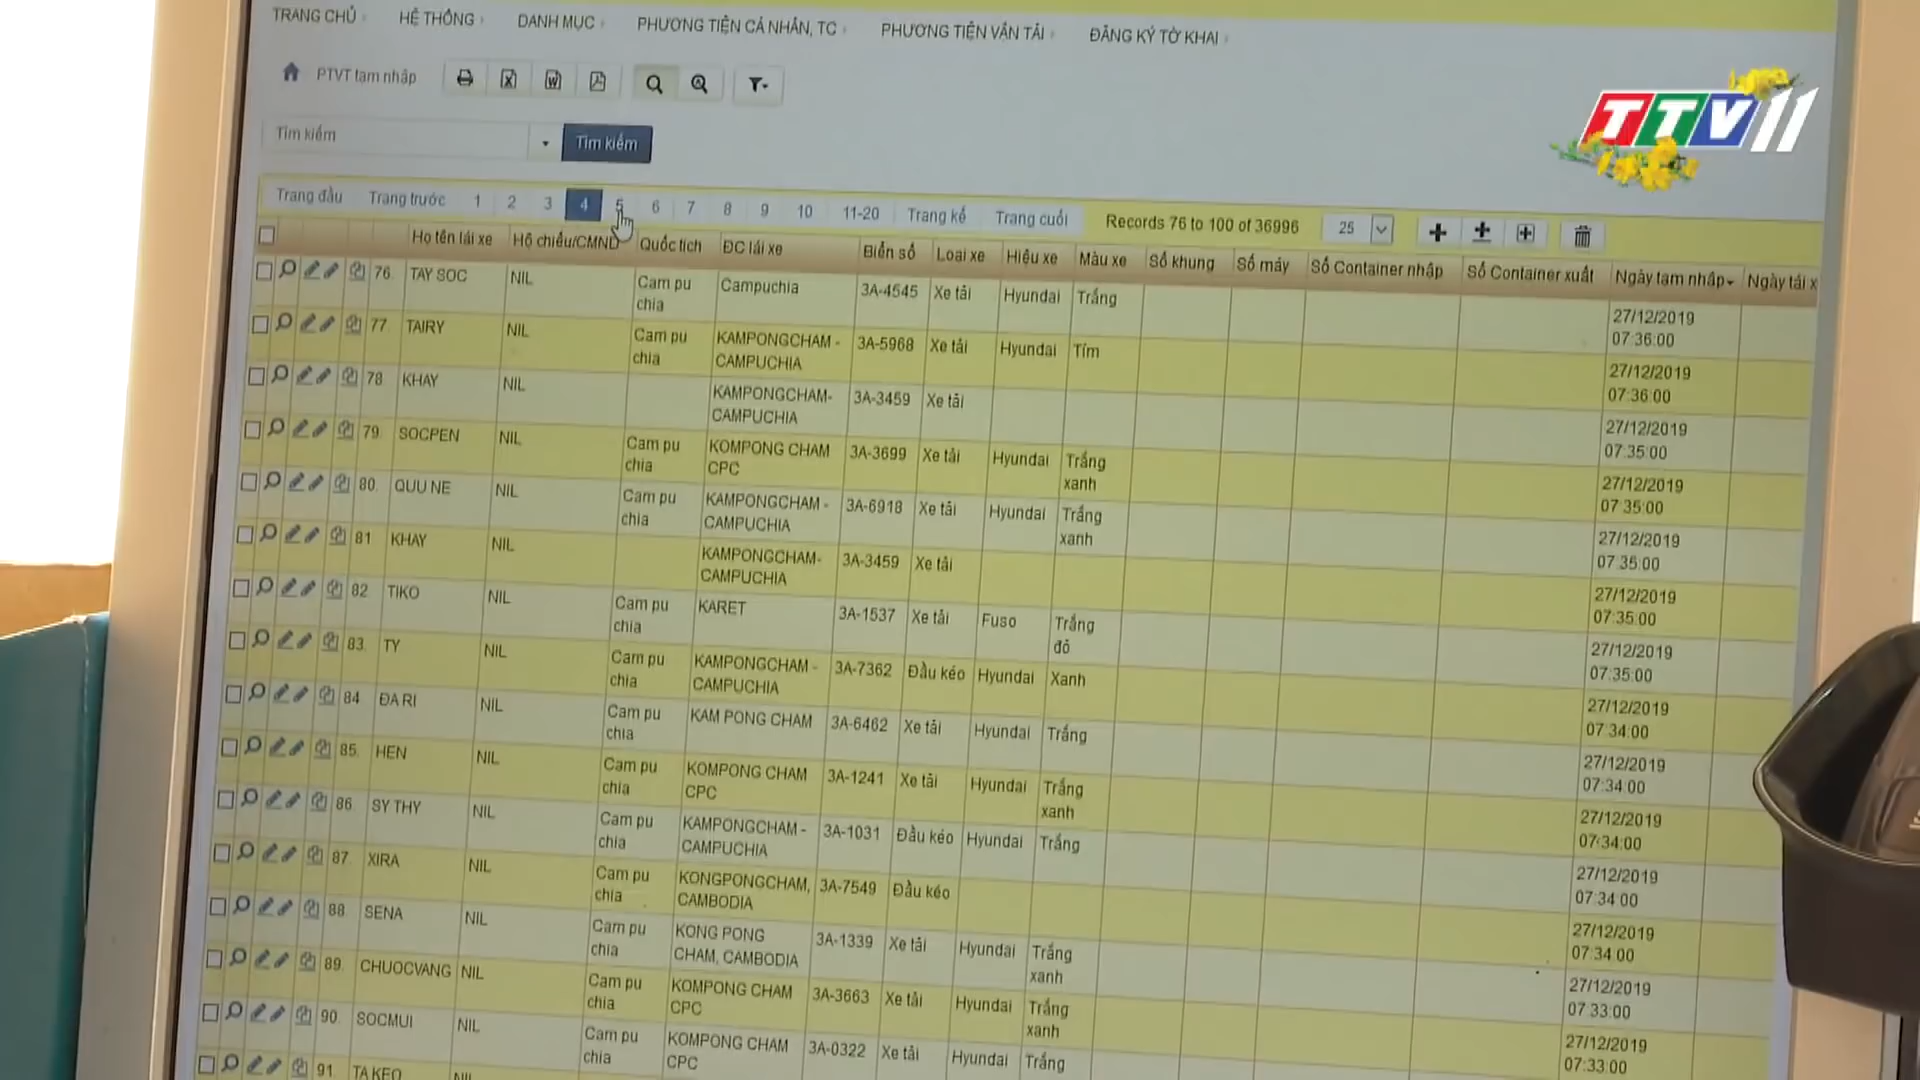 TRANG CHỦ HỆ THỐNG DANH MỤC PHƯƠNG TIỆN CÁ NHÂN, TC PHƯƠNG TIỆN VẬN TẢI ĐĂNG KÝ TỜ KHAI
PTVT tạm nhập
TTV11
Tìm kiếm Tìm kiếm
Trang đầu Trang trước 1 2 3 4 5 6 7 8 9 10 11-20 Trang kế Trang cuối Records 76 to 100 of 36996 25
Họ tên lái xe Hộ chiếu/CMND Quốc tịch ĐC lái xe Biển số Loại xe Hiệu xe Màu xe Số khung Số máy Số Container nhập Số Container xuất Ngày tạm nhập Ngày tái x
76. TAY SOC NIL Cam pu chia Campuchia 3A-4545 Xe tải Hyundai Trắng 27/12/2019 07:36:00
77. TAIRY NIL Cam pu chia KAMPONGCHAM - CAMPUCHIA 3A-5968 Xe tải Hyundai Tím 27/12/2019 07:36:00
78. KHAY NIL KAMPONGCHAM- CAMPUCHIA 3A-3459 Xe tải 27/12/2019 07:35:00
79. SOCPEN NIL Cam pu chia KOMPONG CHAM CPC 3A-3699 Xe tải Hyundai Trắng xanh 27/12/2019 07:35:00
80. QUU NE NIL Cam pu chia KAMPONGCHAM - CAMPUCHIA 3A-6918 Xe tải Hyundai Trắng xanh 27/12/2019 07:35:00
81. KHAY NIL KAMPONGCHAM- CAMPUCHIA 3A-3459 Xe tải 27/12/2019 07:35:00
82. TIKO NIL Cam pu chia KARET 3A-1537 Xe tải Fuso Trắng đỏ 27/12/2019 07:35:00
83. TY NIL Cam pu chia KAMPONGCHAM - CAMPUCHIA 3A-7362 Đầu kéo Hyundai Xanh 27/12/2019 07:34:00
84. ĐA RI NIL Cam pu chia KAM PONG CHAM 3A-6462 Xe tải Hyundai Trắng 27/12/2019 07:34:00
85. HEN NIL Cam pu chia KOMPONG CHAM CPC 3A-1241 Xe tải Hyundai Trắng xanh 27/12/2019 07:34:00
86. SY THY NIL Cam pu chia KAMPONGCHAM - CAMPUCHIA 3A-1031 Đầu kéo Hyundai Trắng 27/12/2019 07:34:00
87. XIRA NIL Cam pu chia KONGPONGCHAM, CAMBODIA 3A-7549 Đầu kéo 27/12/2019 07:34:00
88. SENA NIL Cam pu chia KONG PONG CHAM, CAMBODIA 3A-1339 Xe tải Hyundai Trắng xanh 27/12/2019 07:33:00
89. CHUOCVANG NIL Cam pu chia KOMPONG CHAM CPC 3A-3663 Xe tải Hyundai Trắng xanh 27/12/2019 07:33:00
90. SOCMUI NIL Cam pu chia KOMPONG CHAM CPC 3A-0322 Xe tải Hyundai Trắng
91. TA KEO NIL